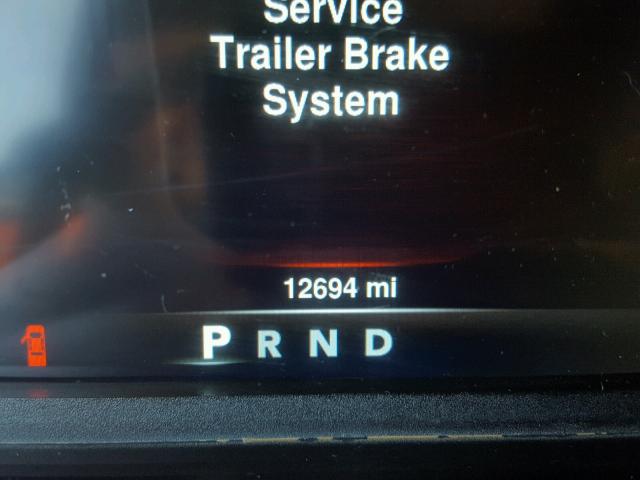 Service
Trailer Brake
System
12694 mi
P R N D